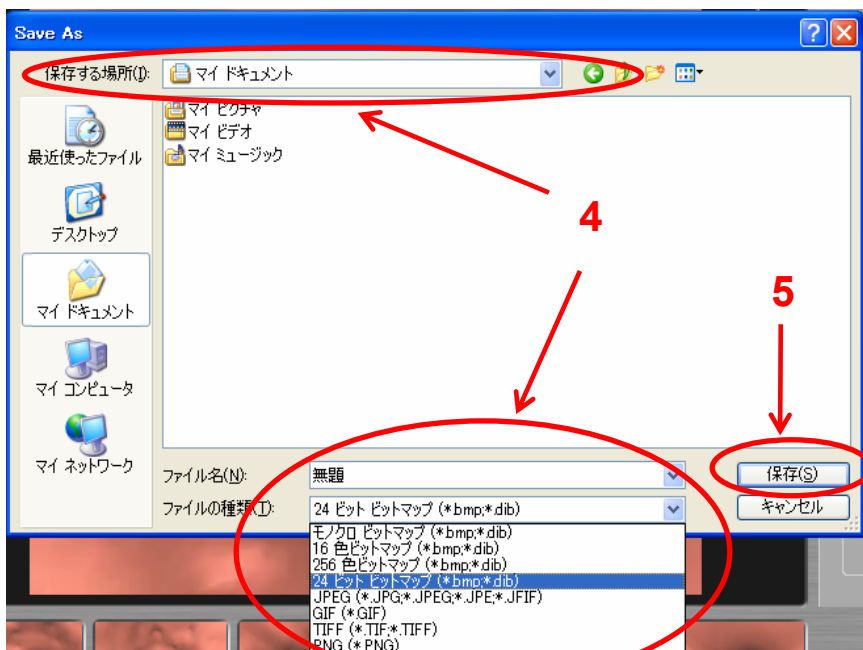 Save As
保存する場所(I):
マイ ドキュメント
マイ ピクチャ
マイ ビデオ
マイ ミュージック
最近使ったファイル
デスクトップ
マイ ドキュメント
マイ コンピュータ
マイ ネットワーク
4
5
ファイル名(N):
無題
保存(S)
ファイルの種類(T):
24 ビット ビットマップ (*bmp;*dib)
キャンセル
モノクロ ビットマップ (*bmp;*dib)
16 色ビットマップ (*bmp;*dib)
256 色ビットマップ (*bmp;*dib)
24 ビット ビットマップ (*bmp;*dib)
JPEG (*.JPG;*.JPEG;*.JPE;*.JFIF)
GIF (*.GIF)
TIFF (*.TIF;*.TIFF)
PNG (*.PNG)